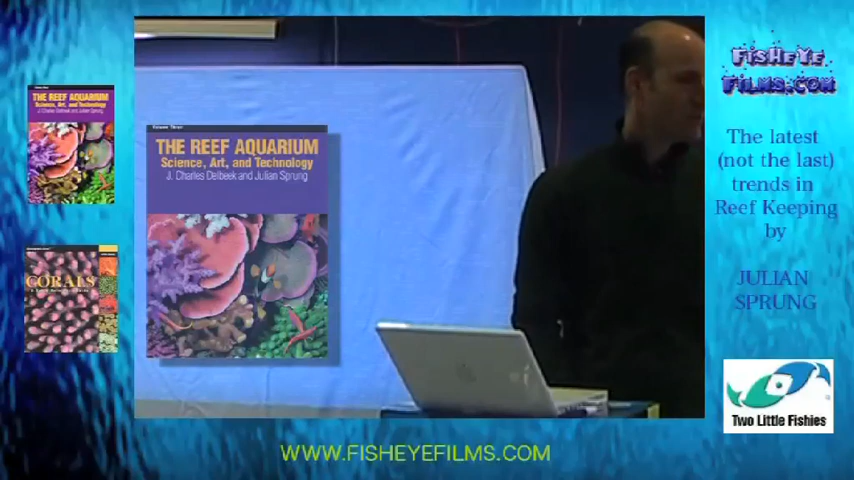 THE REEF AQUARIUM
Science, Art, and Technology
J. Charles Delbeek and Julian Sprung
CORALS
Volume Three
THE REEF AQUARIUM
Science, Art, and Technology
J. Charles Delbeek and Julian Sprung
FISHEYE
FILMS.COM
The latest
(not the last)
trends in
Reef Keeping
by
JULIAN
SPRUNG
Two Little Fishies
WWW.FISHEYEFILMS.COM